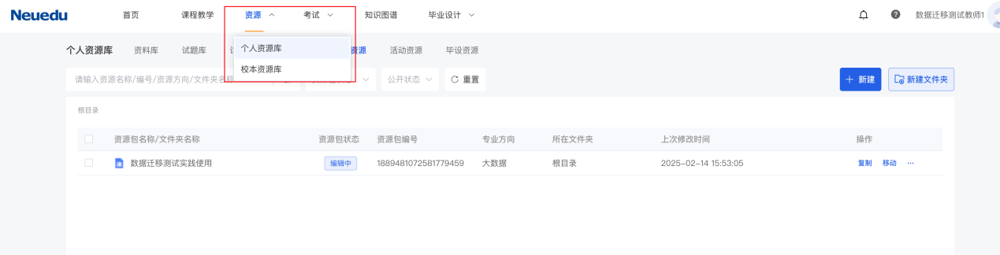 Neuedu 首页 课程教学 资源 考试 知识图谱 毕业设计 数据迁移测试教师1
个人资源库
校本资源库
个人资源库 资料库 试题库 资源 活动资源 毕设资源
请输入资源名称/编号/资源方向/文件夹名称 公开状态 重置 新建 新建文件夹
根目录
资源包名称/文件夹名称 资源包状态 资源包编号 专业方向 所在文件夹 上次修改时间 操作
数据迁移测试实践使用 编辑中 1889481072581779459 大数据 根目录 2025-02-14 15:53:05 复制 移动 ···